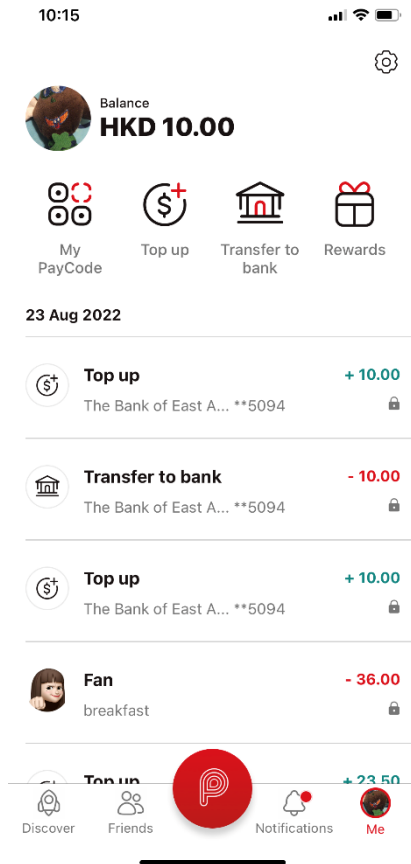 10:15
Balance
HKD 10.00
My
PayCode
Top up
Transfer to
bank
Rewards
23 Aug 2022
Top up
+ 10.00
The Bank of East A... **5094
Transfer to bank
- 10.00
The Bank of East A... **5094
Top up
+ 10.00
The Bank of East A... **5094
Fan
- 36.00
breakfast
Top up
+ 23.50
Discover
Friends
Notifications
Me